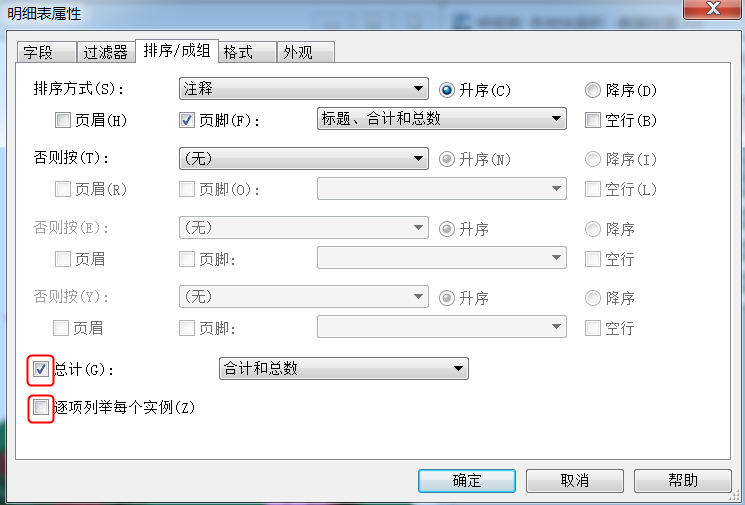 明细表属性
字段 过滤器 排序/成组 格式 外观
排序方式(S): 注释 升序(C) 降序(D)
页眉(H) 页脚(F): 标题、合计和总数 空行(B)
否则按(T): (无) 升序(N) 降序(I)
页眉(R) 页脚(O): 空行(L)
否则按(E): (无) 升序 降序
页眉 页脚: 空行
否则按(Y): (无) 升序 降序
页眉 页脚: 空行
总计(G): 合计和总数
逐项列举每个实例(Z)
确定 取消 帮助